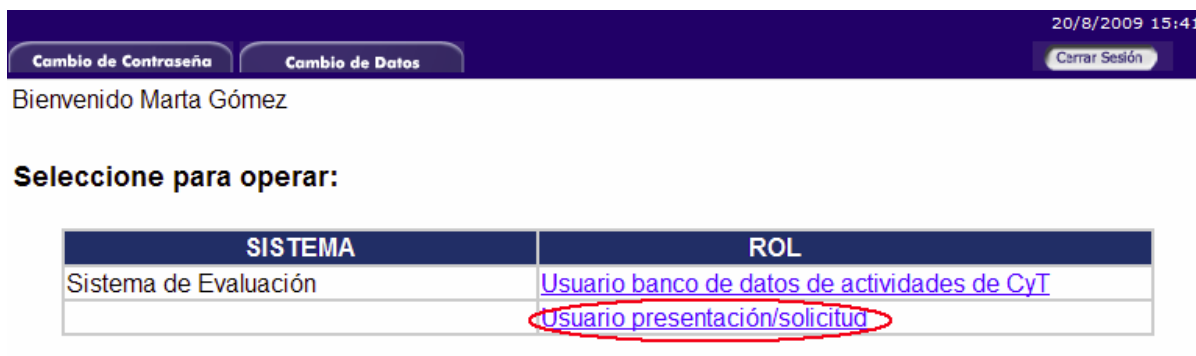 20/8/2009 15:41
Cambio de Contraseña Cambio de Datos Cerrar Sesión
Bienvenido Marta Gómez
Seleccione para operar:
SISTEMA ROL
Sistema de Evaluación Usuario banco de datos de actividades de CyT
Usuario presentación/solicitud